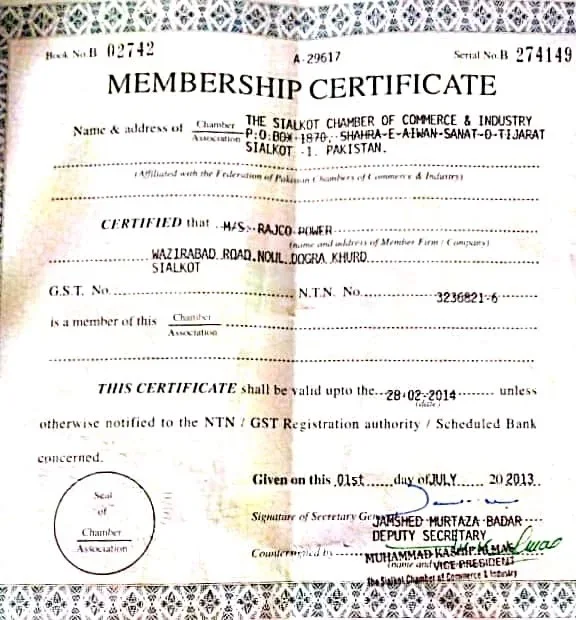 Book No.B 02742 A-29617 Serial No.B 274149
MEMBERSHIP CERTIFICATE
Name & address of Chamber THE SIALKOT CHAMBER OF COMMERCE & INDUSTRY
Association P.O.BOX-1870, SHAHRA-E-AIWAN-SANAT-O-TIJARAT
SIALKOT -1. PAKISTAN.
(Affiliated with the Federation of Pakistan Chambers of Commerce & Industry)
CERTIFIED that M/S. RAJCO POWER
(name and address of Member Firm / Company)
WAZIRABAD ROAD, NOUL, DOGRA KHURD
SIALKOT
G.S.T. No. N.T.N. No. 3236821-6
is a member of this Chamber
Association
THIS CERTIFICATE shall be valid upto the 28-02-2014 unless
(date)
otherwise notified to the NTN / GST Registration authority / Scheduled Bank
concerned.
Given on this 01st day of JULY 20 2013
Seal
of
Chamber
Association
Signature of Secretary
JAMSHED MURTAZA BADAR
DEPUTY SECRETARY
Countersigned by
MUHAMMAD KASHIF
(name and VICE PRESIDENT
The Sialkot Chamber of Commerce & Industry